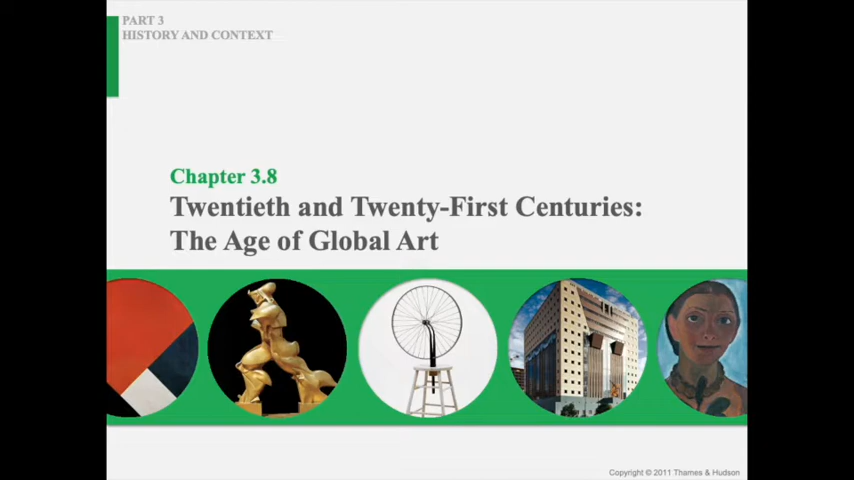 PART 3
HISTORY AND CONTEXT
Chapter 3.8
Twentieth and Twenty-First Centuries:
The Age of Global Art
Copyright © 2011 Thames & Hudson